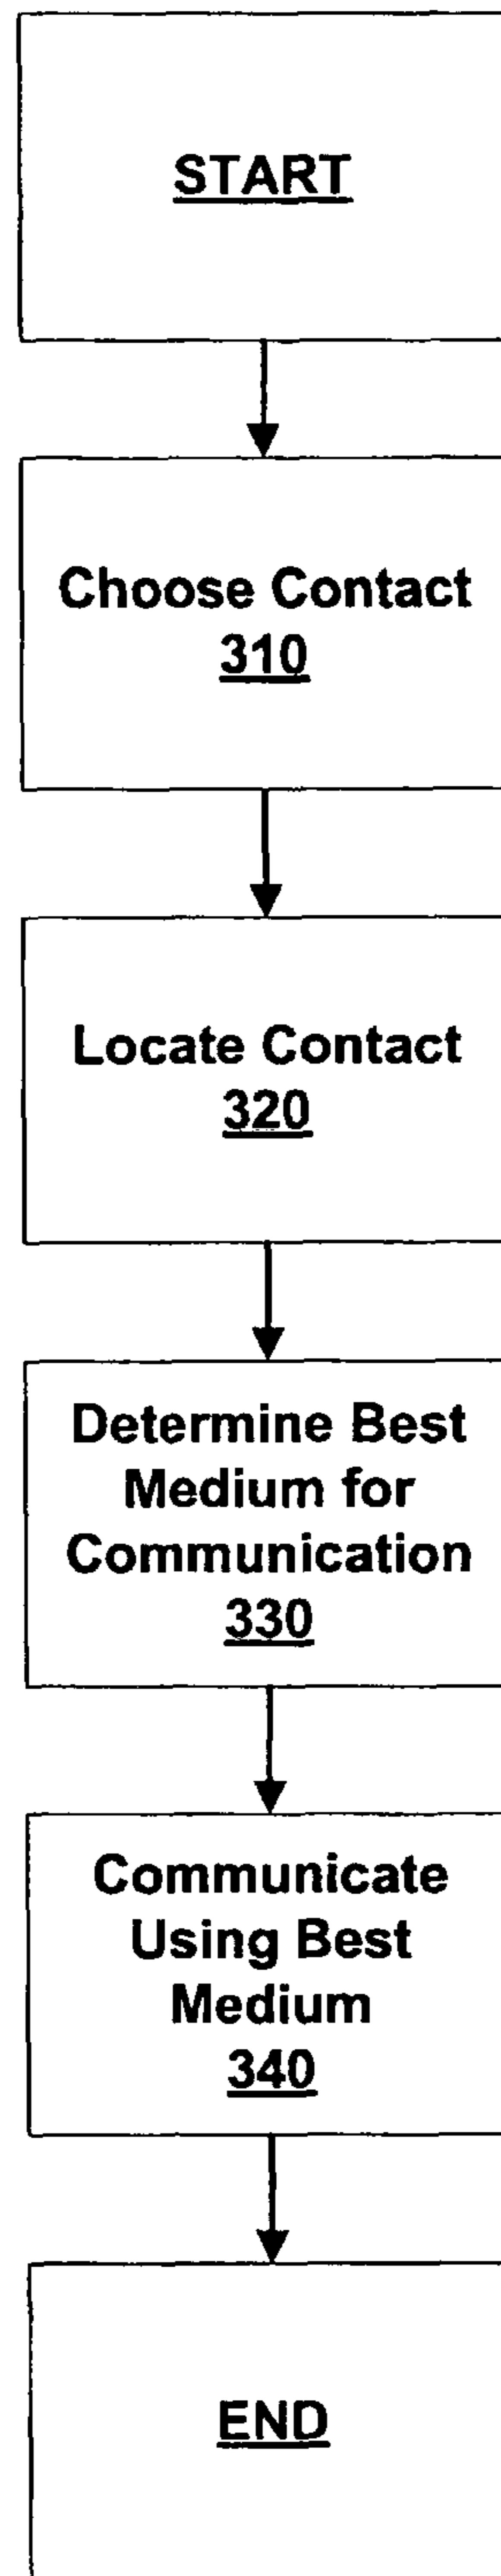 START
Choose Contact
310
Locate Contact
320
Determine Best
Medium for
Communication
330
Communicate
Using Best
Medium
340
END